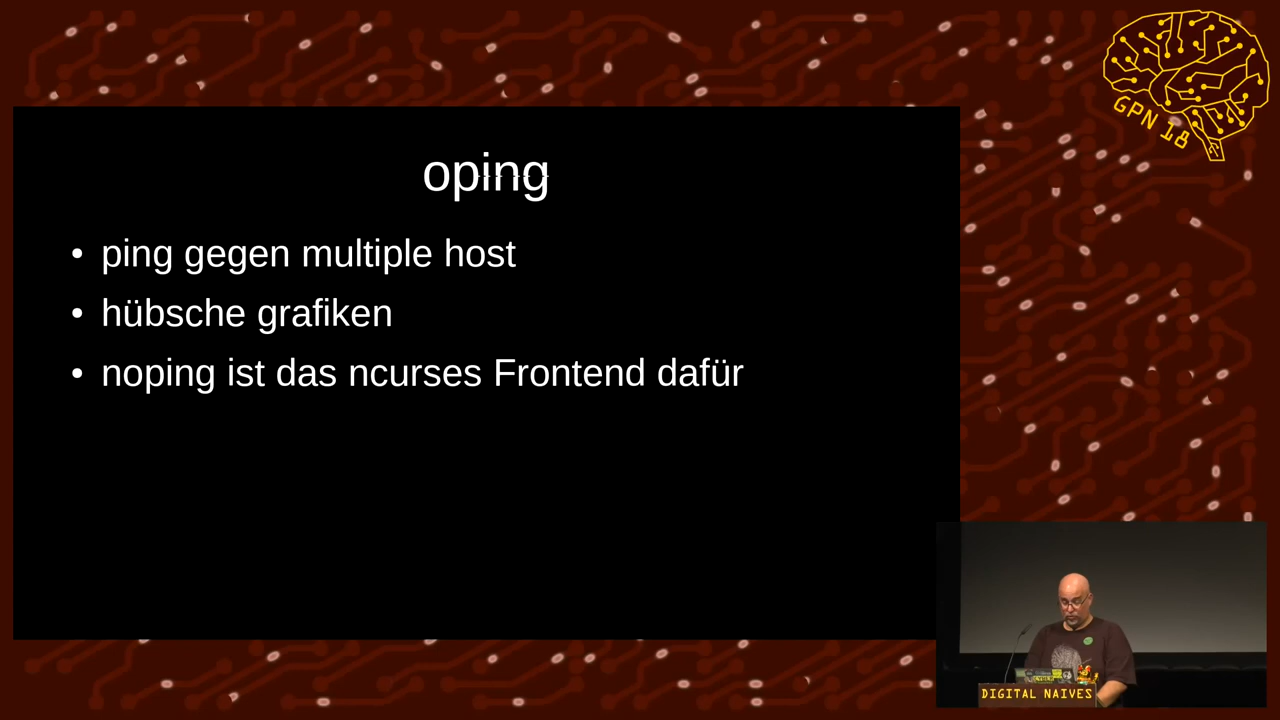 GPN 18
oping
• ping gegen multiple host
• hübsche grafiken
• noping ist das ncurses Frontend dafür
DIGITAL NAIVES